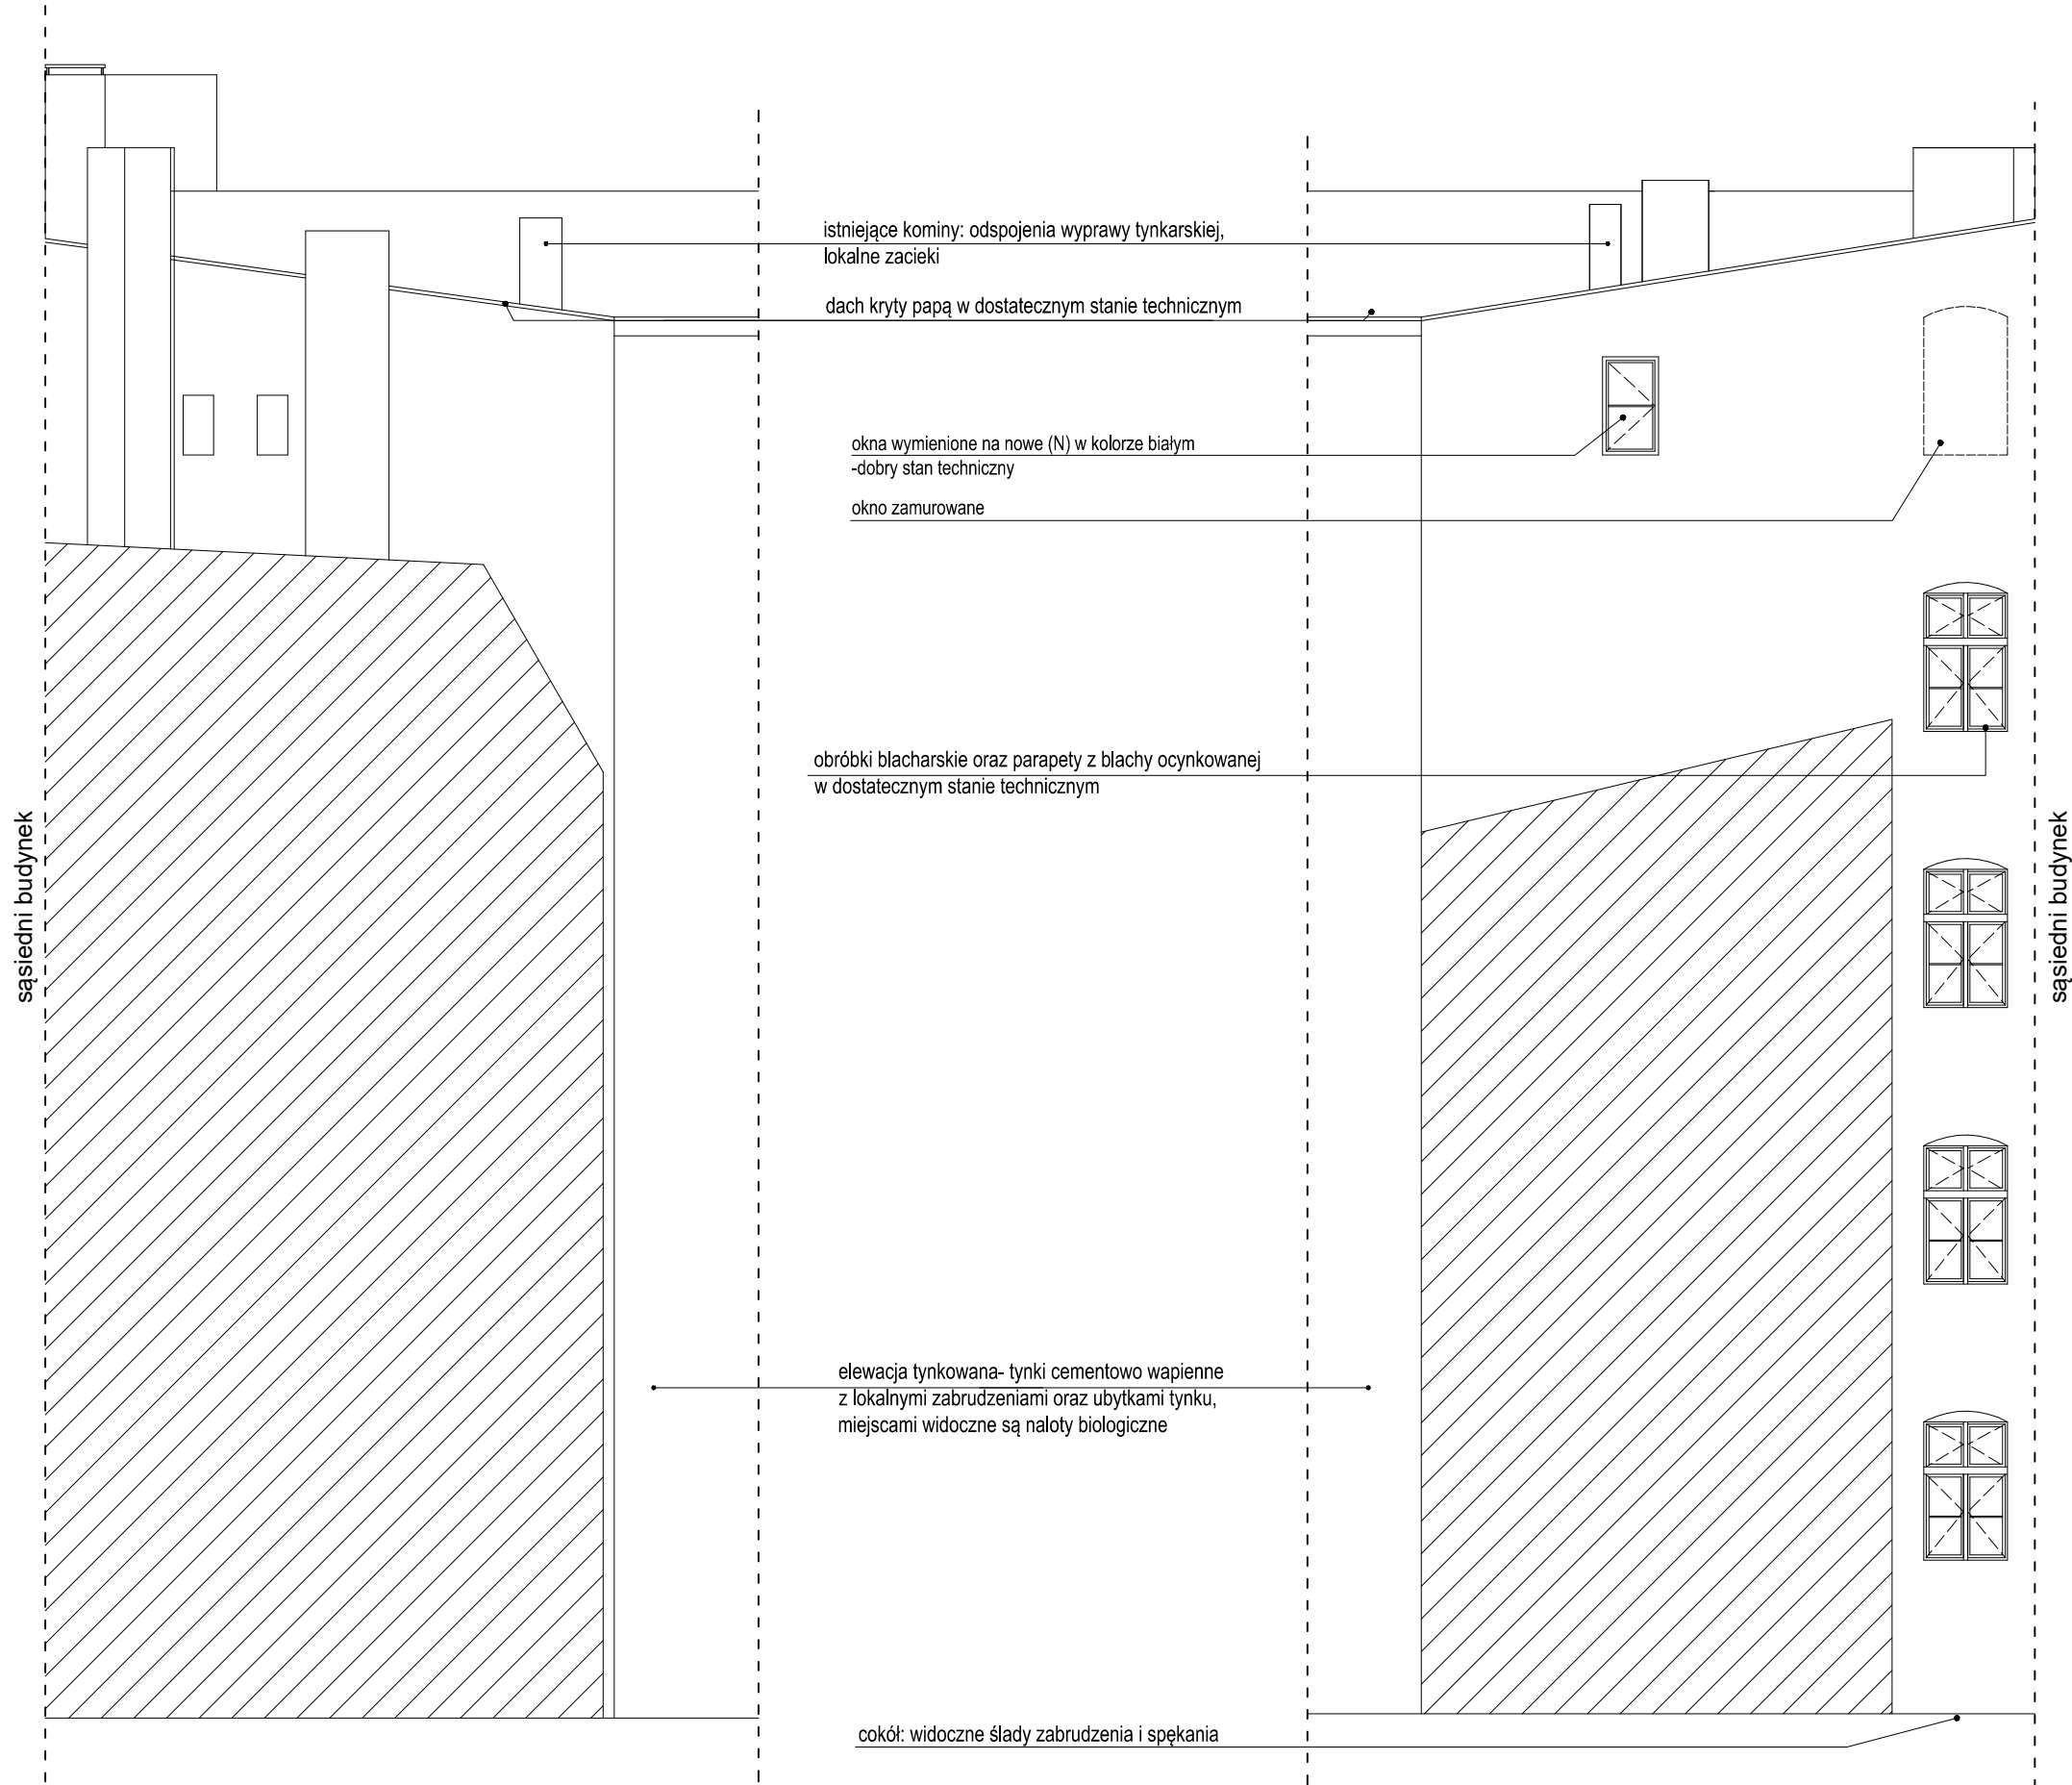 istniejące kominy: odspojenia wyprawy tynkarskiej,
lokalne zacieki
dach kryty papą w dostatecznym stanie technicznym
okna wymienione na nowe (N) w kolorze białym
-dobry stan techniczny
okno zamurowane
obróbki blacharskie oraz parapety z blachy ocynkowanej
w dostatecznym stanie technicznym
sąsiedni budynek
sąsiedni budynek
elewacja tynkowana- tynki cementowo wapienne
z lokalnymi zabrudzeniami oraz ubytkami tynku,
miejscami widoczne są naloty biologiczne
cokół: widoczne ślady zabrudzenia i spękania